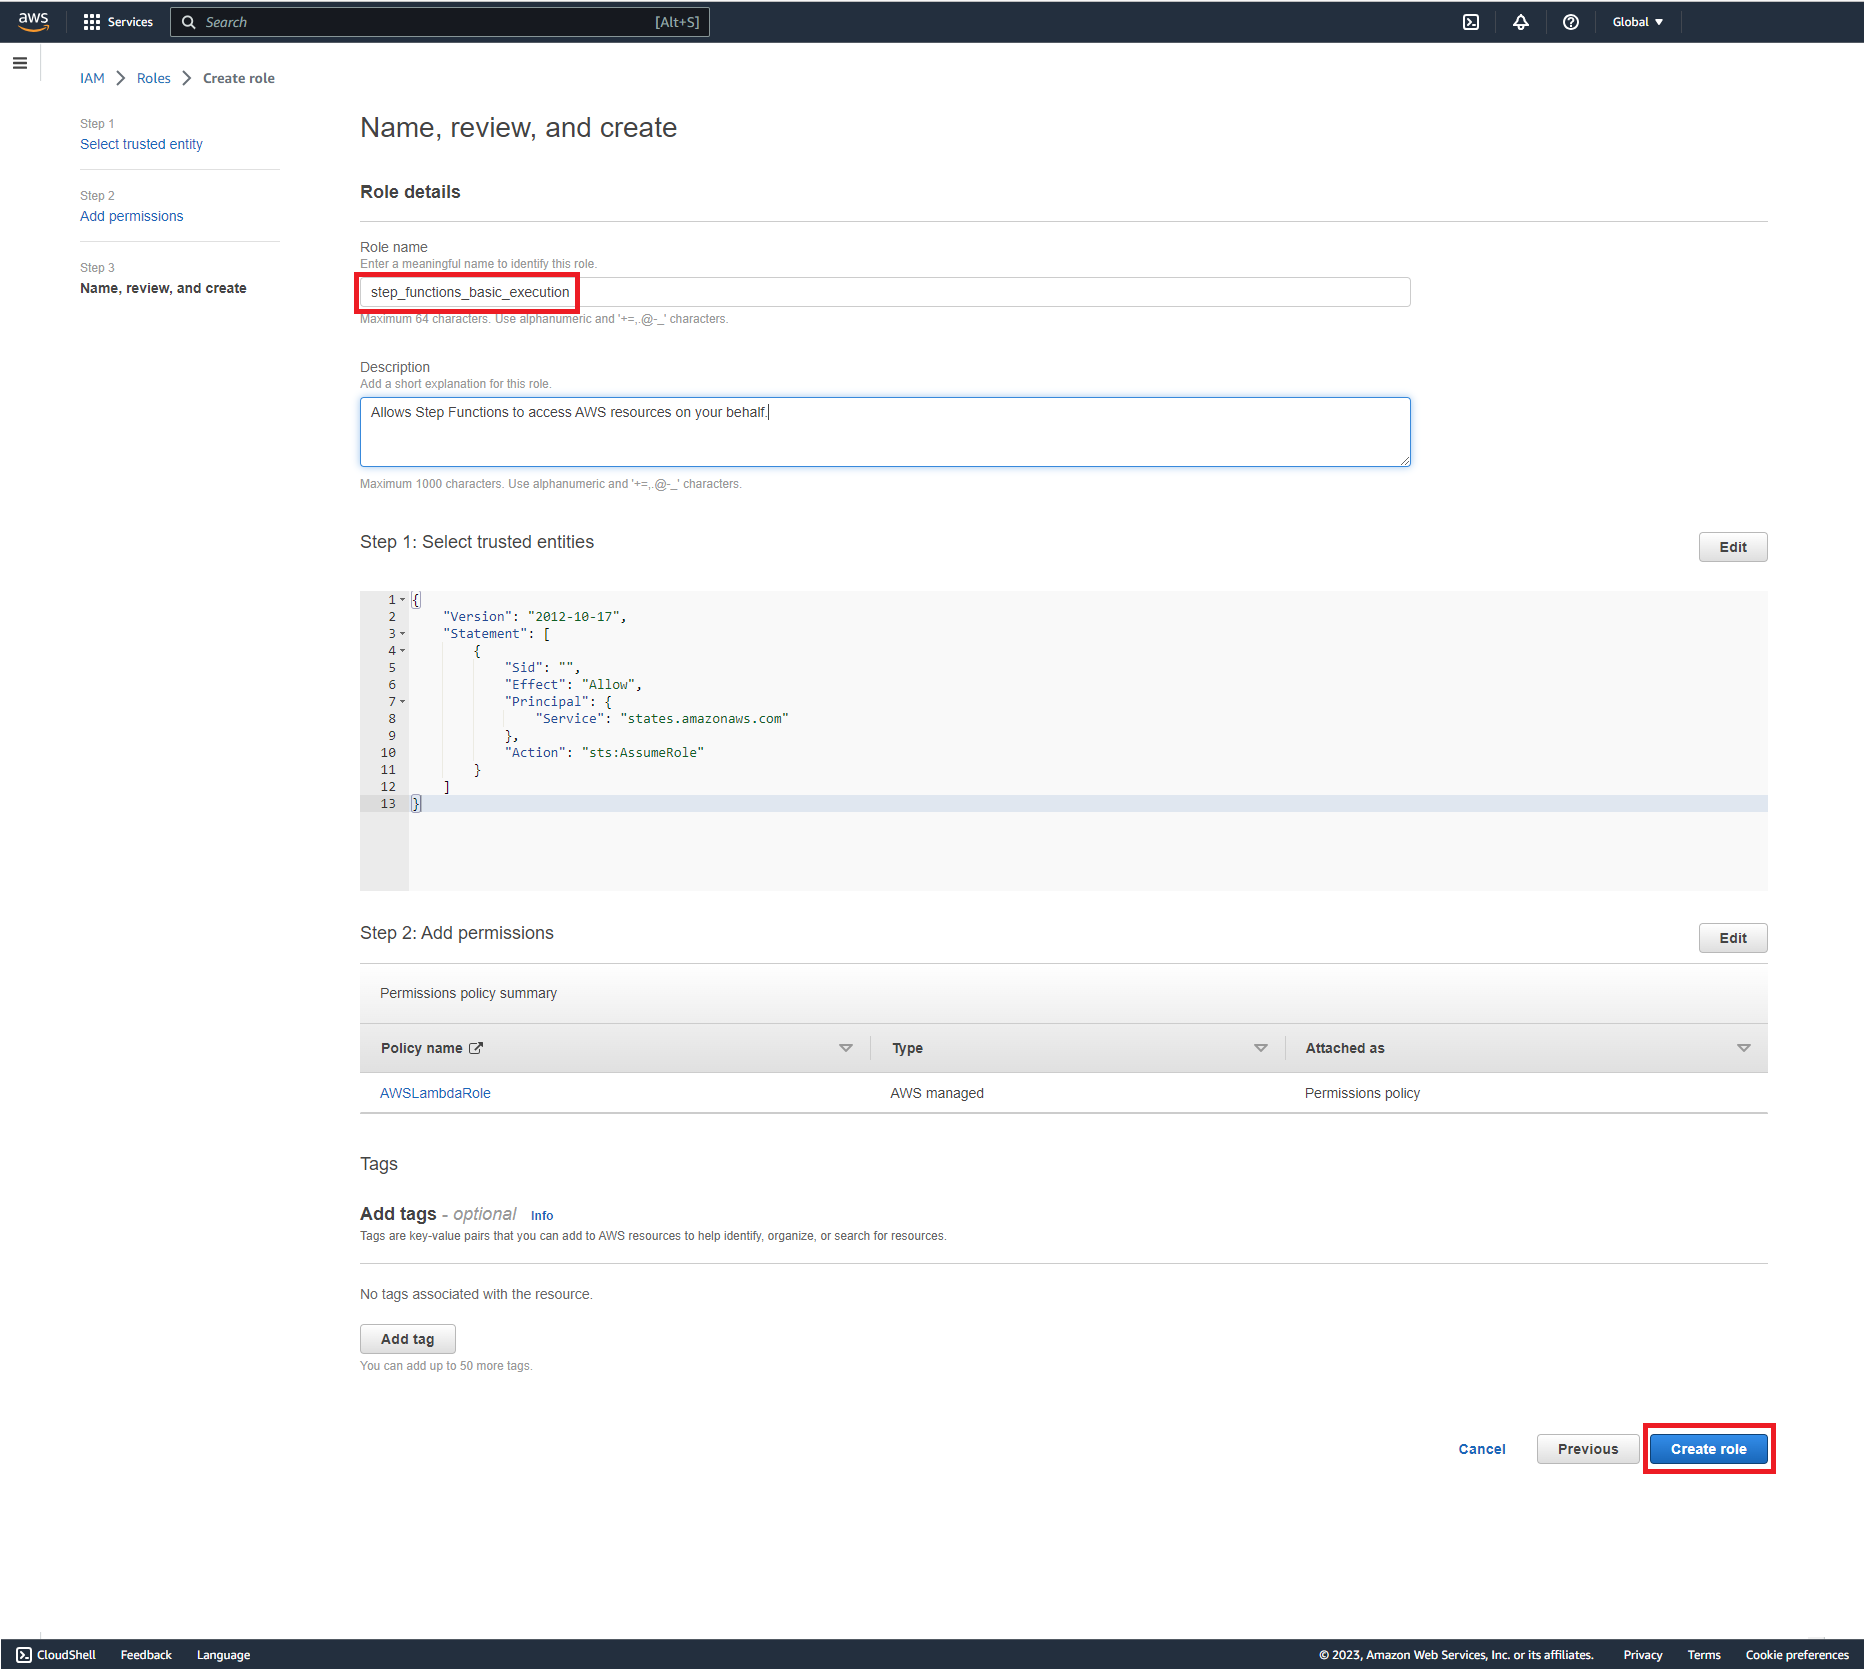 aws Services Search [Alt+S] Global
IAM Roles Create role
Step 1
Select trusted entity
Step 2
Add permissions
Step 3
Name, review, and create
Name, review, and create
Role details
Role name
Enter a meaningful name to identify this role.
step_functions_basic_execution
Maximum 64 characters. Use alphanumeric and '+=,.@-_' characters.
Description
Add a short explanation for this role.
Allows Step Functions to access AWS resources on your behalf.
Maximum 1000 characters. Use alphanumeric and '+=,.@-_' characters.
Step 1: Select trusted entities
Edit
1 {
2 "Version": "2012-10-17",
3 "Statement": [
4 {
5 "Sid": "",
6 "Effect": "Allow",
7 "Principal": {
8 "Service": "states.amazonaws.com"
9 },
10 "Action": "sts:AssumeRole"
11 }
12 ]
13 }
Step 2: Add permissions
Edit
Permissions policy summary
Policy name Type Attached as
AWSLambdaRole AWS managed Permissions policy
Tags
Add tags - optional Info
Tags are key-value pairs that you can add to AWS resources to help identify, organize, or search for resources.
No tags associated with the resource.
Add tag
You can add up to 50 more tags.
Cancel Previous Create role
CloudShell Feedback Language © 2023, Amazon Web Services, Inc. or its affiliates. Privacy Terms Cookie preferences